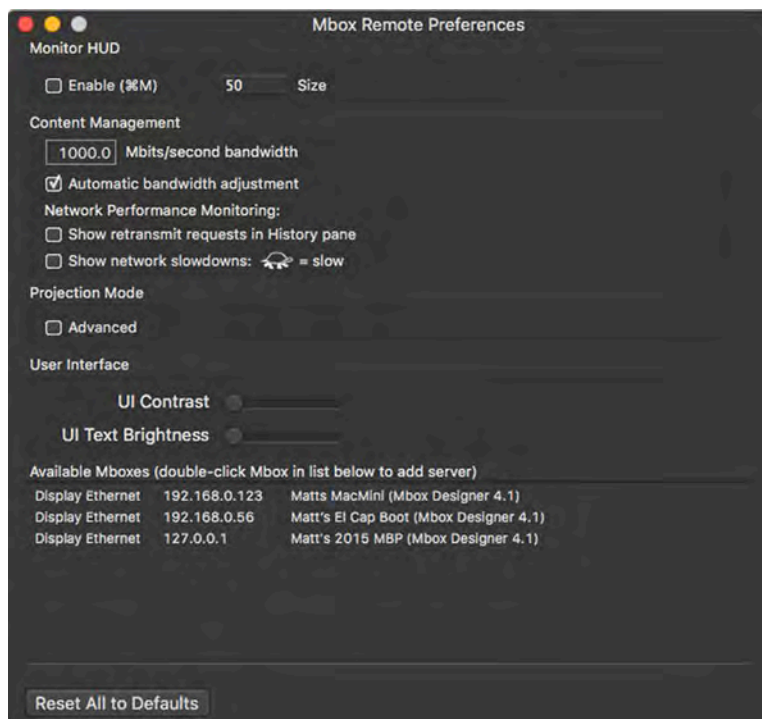 Mbox Remote Preferences
Monitor HUD
Enable (⌘M) 50 Size
Content Management
1000.0 Mbits/second bandwidth
Automatic bandwidth adjustment
Network Performance Monitoring:
Show retransmit requests in History pane
Show network slowdowns: = slow
Projection Mode
Advanced
User Interface
UI Contrast
UI Text Brightness
Available Mboxes (double-click Mbox in list below to add server)
Display Ethernet 192.168.0.123 Matts MacMini (Mbox Designer 4.1)
Display Ethernet 192.168.0.56 Matt's El Cap Boot (Mbox Designer 4.1)
Display Ethernet 127.0.0.1 Matt's 2015 MBP (Mbox Designer 4.1)
Reset All to Defaults